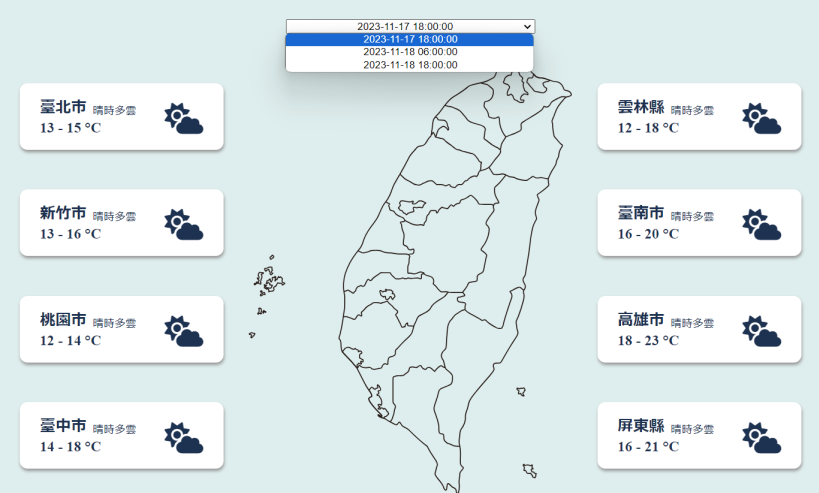 2023-11-17 18:00:00
2023-11-17 18:00:00
2023-11-18 06:00:00
2023-11-18 18:00:00
臺北市 晴時多雲
13 - 15 °C
新竹市 晴時多雲
13 - 16 °C
桃園市 晴時多雲
12 - 14 °C
臺中市 晴時多雲
14 - 18 °C
雲林縣 晴時多雲
12 - 18 °C
臺南市 晴時多雲
16 - 20 °C
高雄市 晴時多雲
18 - 23 °C
屏東縣 晴時多雲
16 - 21 °C